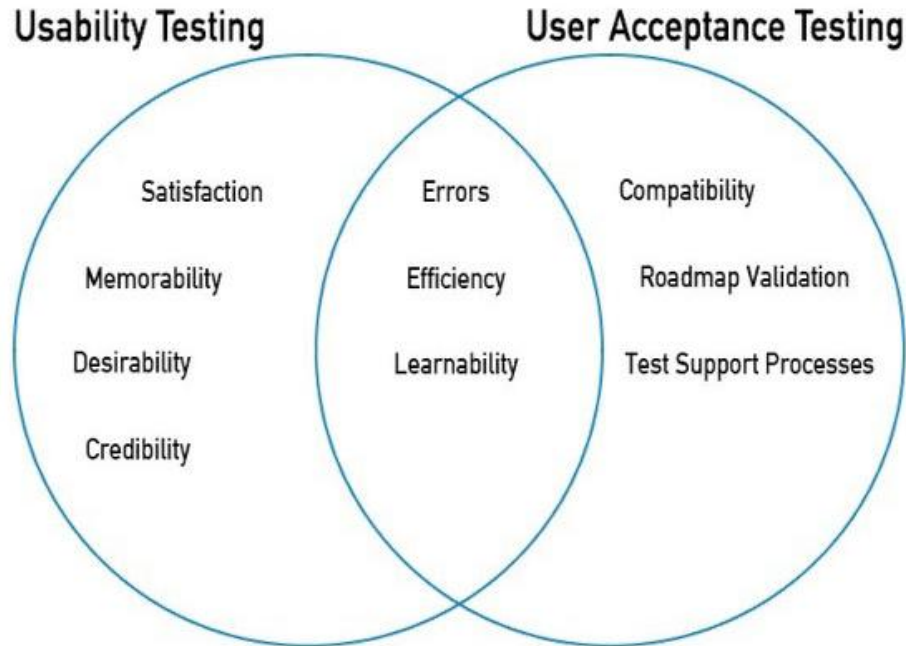 Usability Testing
User Acceptance Testing
Satisfaction
Errors
Compatibility
Memorability
Efficiency
Roadmap Validation
Desirability
Learnability
Test Support Processes
Credibility